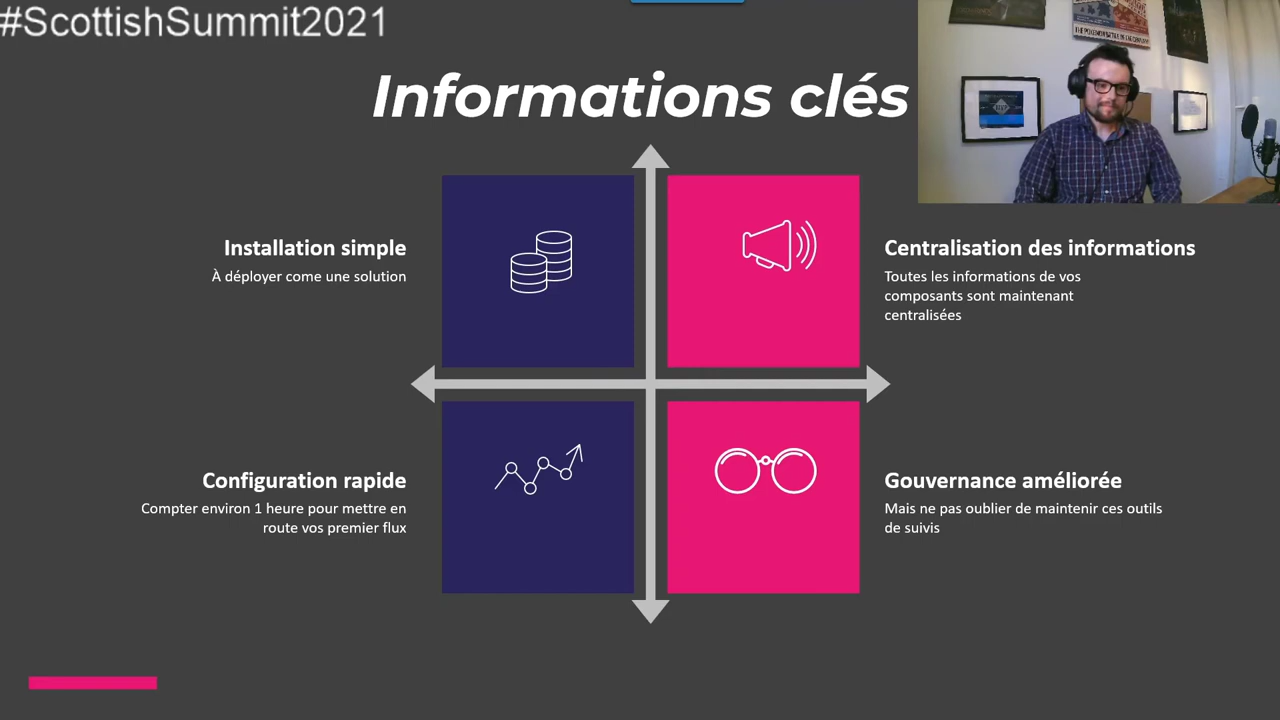 #ScottishSummit2021
Informations clés
Installation simple
À déployer come une solution
Centralisation des informations
Toutes les informations de vos
composants sont maintenant
centralisées
Configuration rapide
Compter environ 1 heure pour mettre en
route vos premier flux
Gouvernance améliorée
Mais ne pas oublier de maintenir ces outils
de suivis